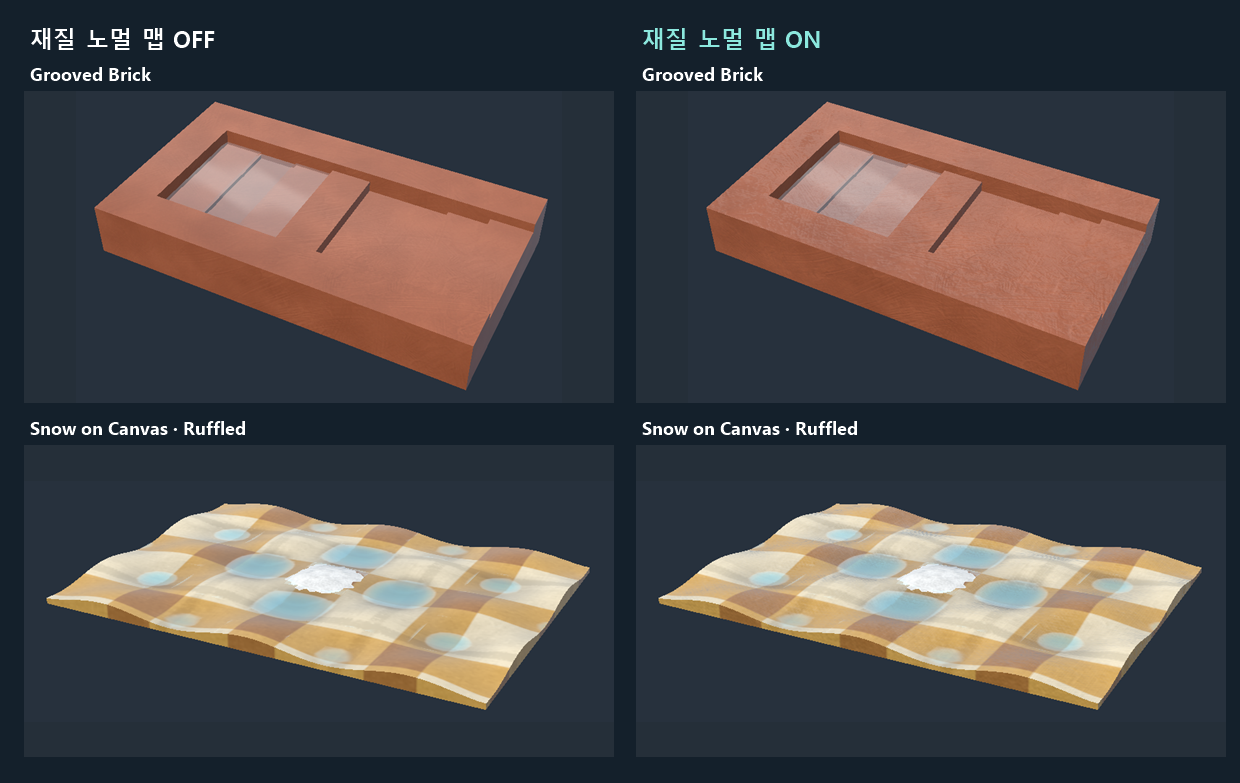 재질 노멀 맵 OFF
재질 노멀 맵 ON
Grooved Brick
Grooved Brick
Snow on Canvas · Ruffled
Snow on Canvas · Ruffled